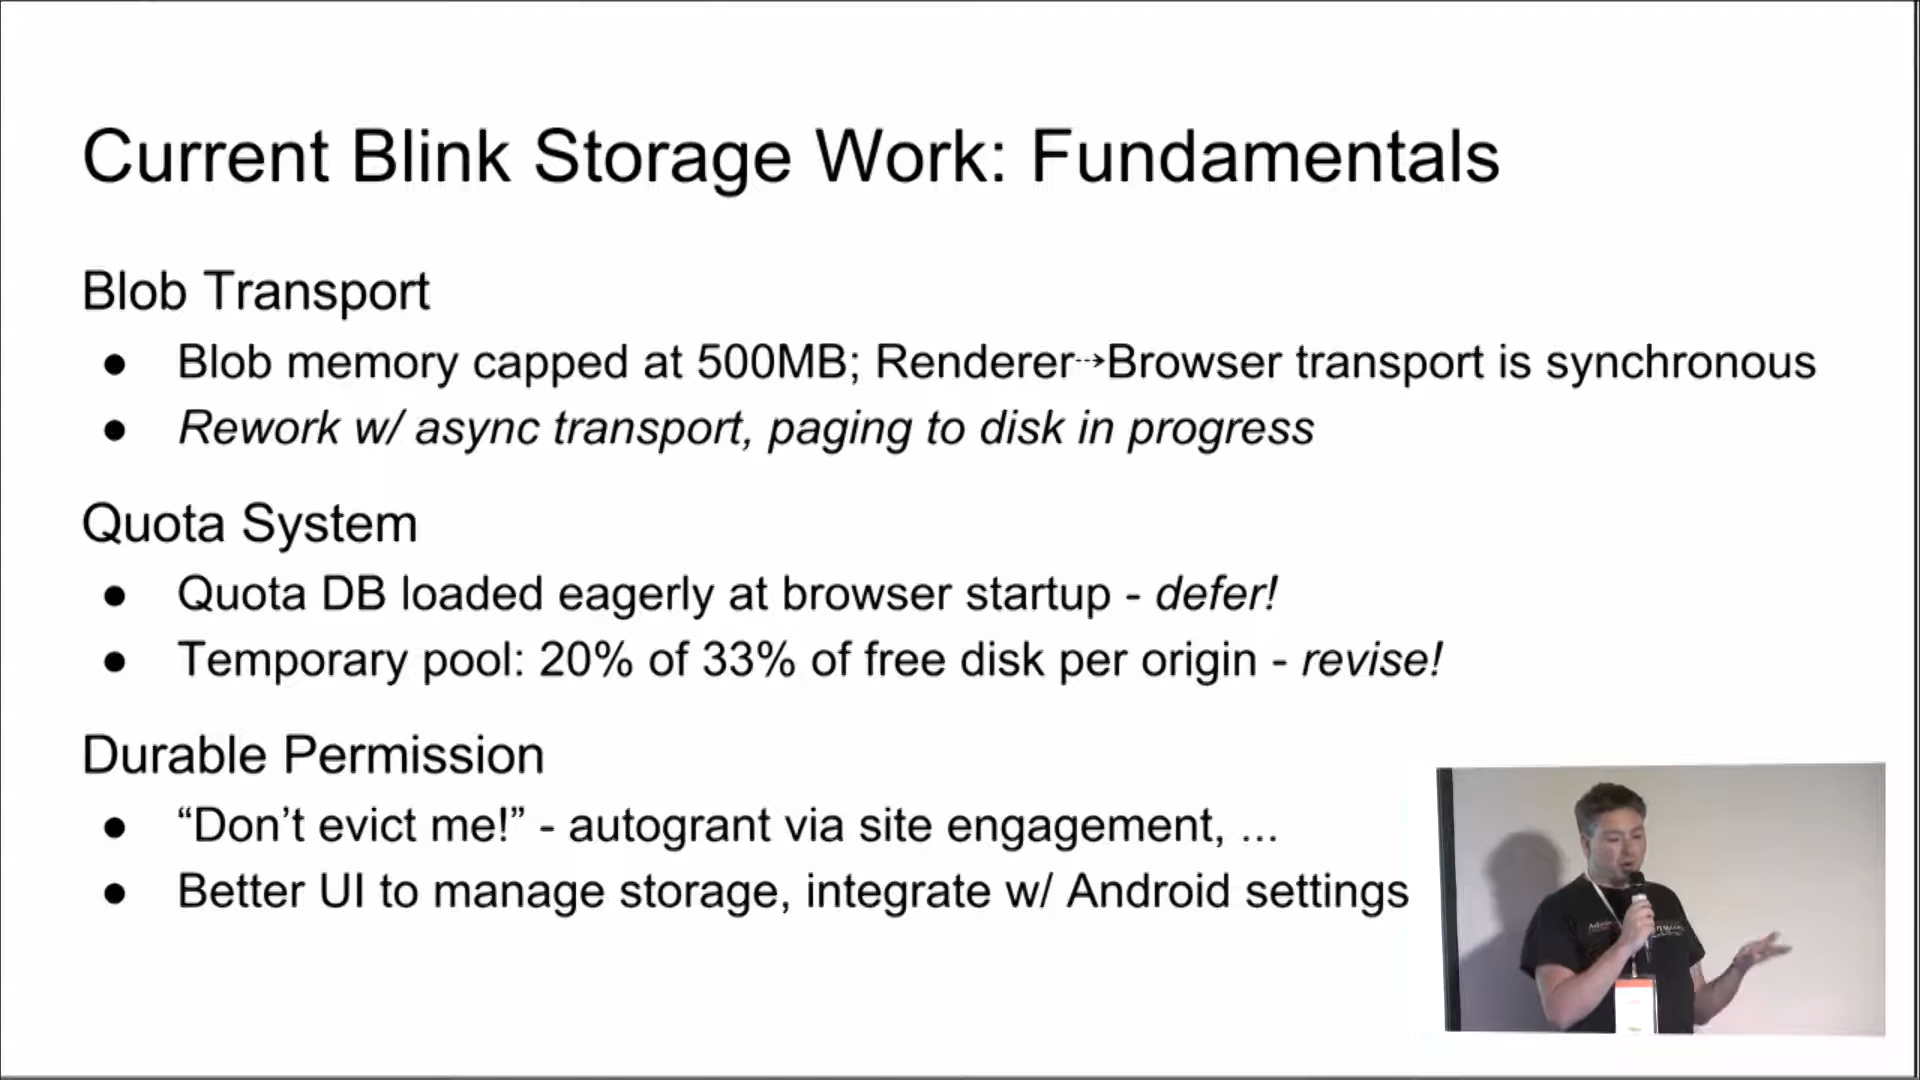 Current Blink Storage Work: Fundamentals
Blob Transport
● Blob memory capped at 500MB; Renderer⇢Browser transport is synchronous
● Rework w/ async transport, paging to disk in progress
Quota System
● Quota DB loaded eagerly at browser startup - defer!
● Temporary pool: 20% of 33% of free disk per origin - revise!
Durable Permission
● “Don’t evict me!” - autogrant via site engagement, ...
● Better UI to manage storage, integrate w/ Android settings